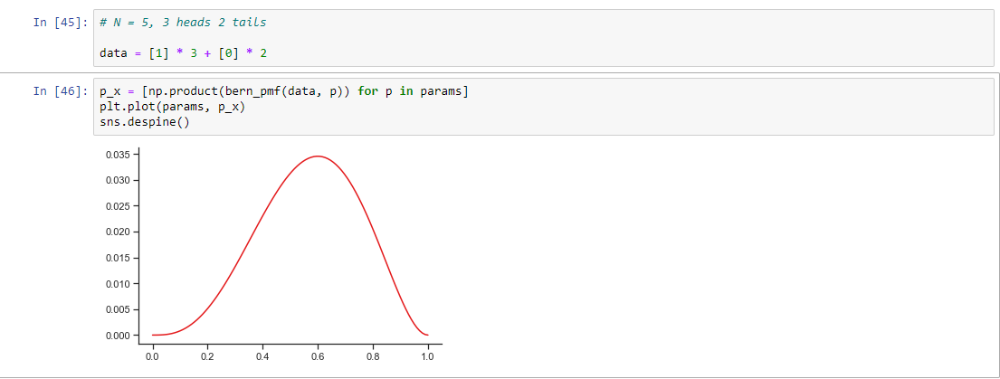 In [45]: # N = 5, 3 heads 2 tails
data = [1] * 3 + [0] * 2
In [46]: p_x = [np.product(bern_pmf(data, p)) for p in params]
plt.plot(params, p_x)
sns.despine()
0.035
0.030
0.025
0.020
0.015
0.010
0.005
0.000
0.0 0.2 0.4 0.6 0.8 1.0